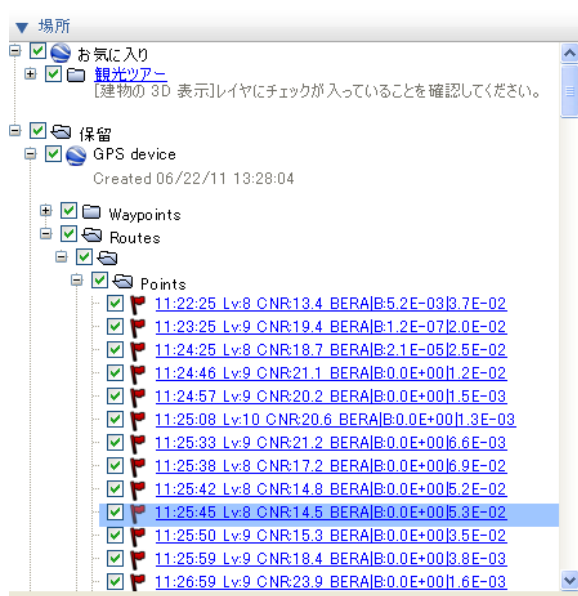 ▼ 場所
お気に入り
観光ツアー
[建物の 3D 表示]レイヤにチェックが入っていることを確認してください。
保留
GPS device
Created 06/22/11 13:28:04
Waypoints
Routes
Points
11:22:25 Lv:8 CNR:13.4 BERA|B:5.2E-03|3.7E-02
11:23:25 Lv:9 CNR:19.4 BERA|B:1.2E-07|2.0E-02
11:24:25 Lv:8 CNR:18.7 BERA|B:2.1E-05|2.5E-02
11:24:46 Lv:9 CNR:21.1 BERA|B:0.0E+00|1.2E-02
11:24:57 Lv:9 CNR:20.2 BERA|B:0.0E+00|1.5E-03
11:25:08 Lv:10 CNR:20.6 BERA|B:0.0E+00|1.3E-03
11:25:33 Lv:9 CNR:21.2 BERA|B:0.0E+00|6.6E-03
11:25:38 Lv:8 CNR:17.2 BERA|B:0.0E+00|6.9E-02
11:25:42 Lv:8 CNR:14.8 BERA|B:0.0E+00|5.2E-02
11:25:45 Lv:8 CNR:14.5 BERA|B:0.0E+00|5.3E-02
11:25:50 Lv:9 CNR:15.3 BERA|B:0.0E+00|3.5E-02
11:25:59 Lv:9 CNR:18.4 BERA|B:0.0E+00|3.8E-03
11:26:59 Lv:9 CNR:23.9 BERA|B:0.0E+00|1.6E-03